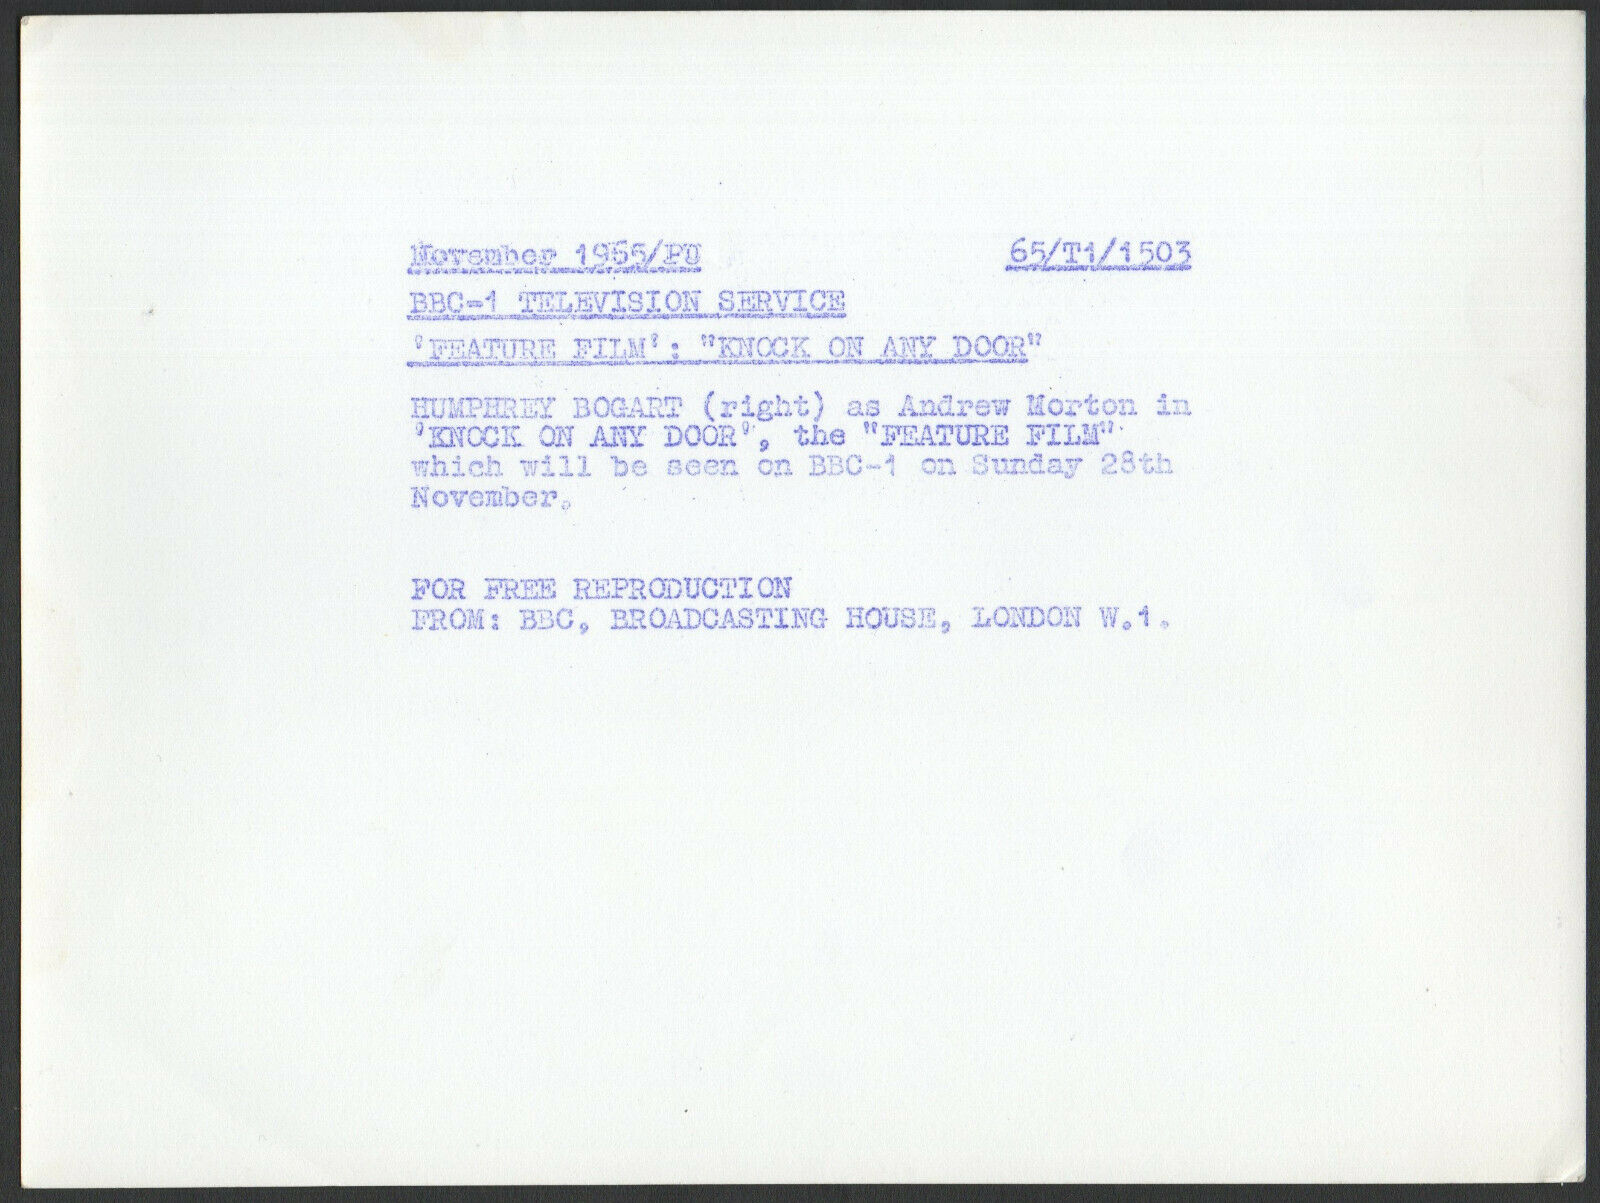 November 1965/PU 65/T1/1503
BBC-1 TELEVISION SERVICE
'FEATURE FILM': "KNOCK ON ANY DOOR"
HUMPHREY BOGART (right) as Andrew Morton in
'KNOCK ON ANY DOOR', the "FEATURE FILM"
which will be seen on BBC-1 on Sunday 28th
November.
FOR FREE REPRODUCTION
FROM: BBC, BROADCASTING HOUSE, LONDON W.1.